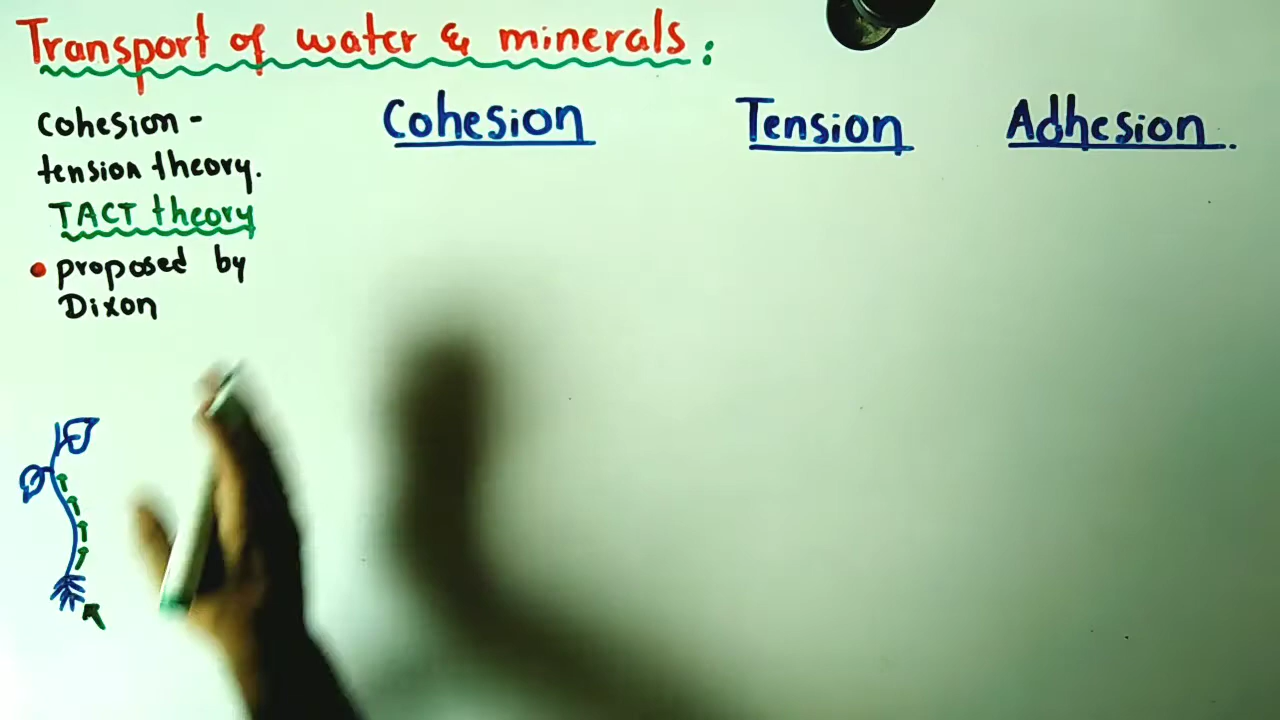 Transport of water & minerals :
Cohesion -
tension theory.
TACT theory
• proposed by
Dixon
Cohesion
Tension
Adhesion.